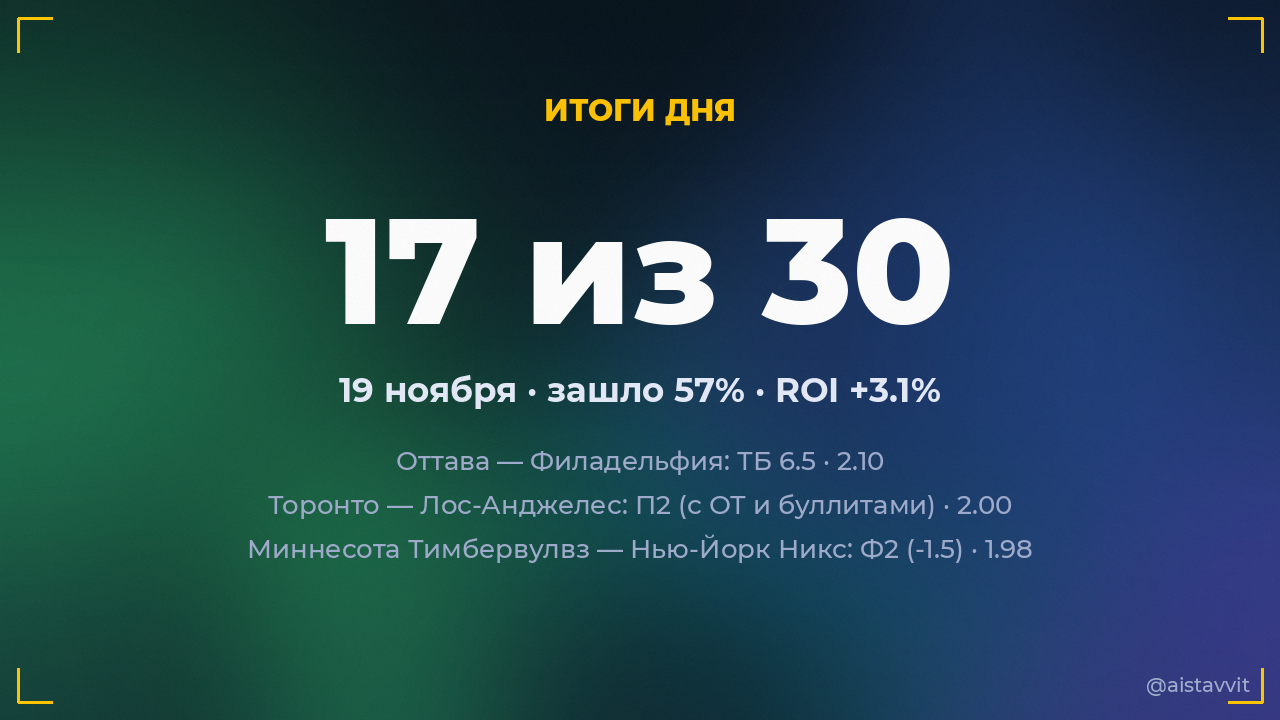 ИТОГИ ДНЯ
17 из 30
19 ноября · зашло 57% · ROI +3.1%
Оттава — Филадельфия: ТБ 6.5 · 2.10
Торонто — Лос-Анджелес: П2 (с ОТ и буллитами) · 2.00
Миннесота Тимбервулвз — Нью-Йорк Никс: Ф2 (-1.5) · 1.98
@aistavvit